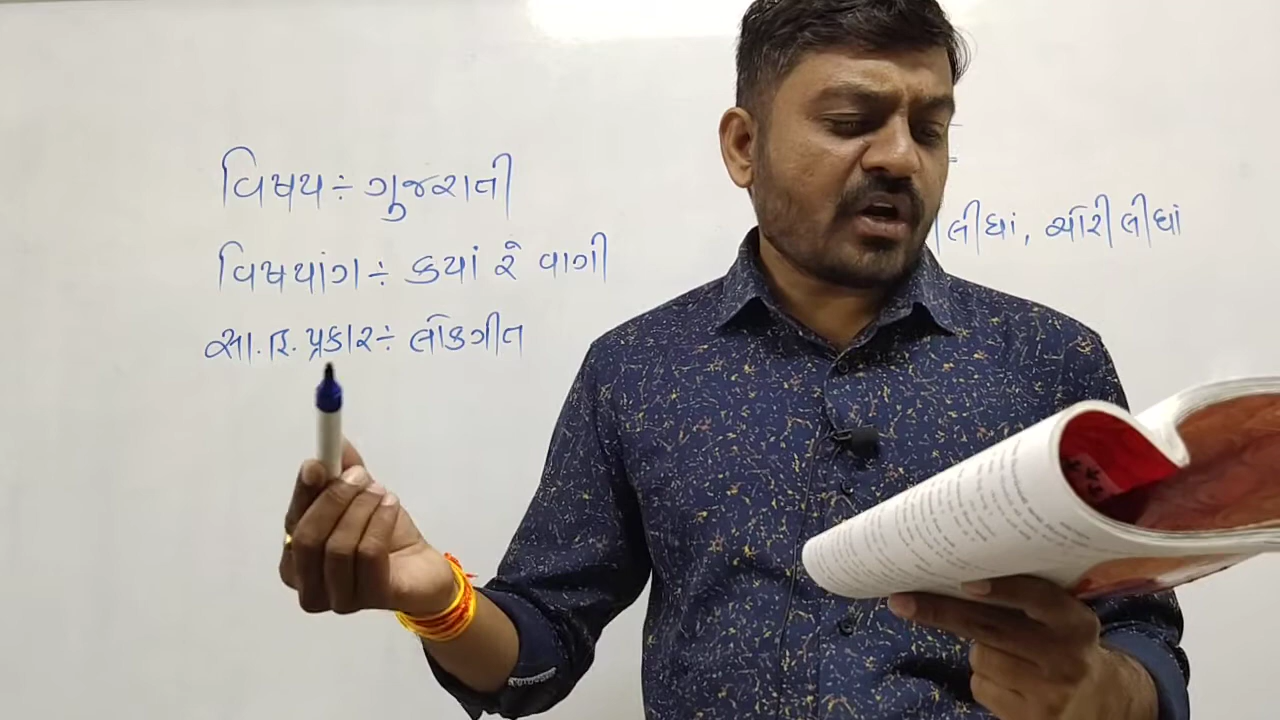 વિષય ÷ ગુજરાતી
વિષયાંગ ÷ કયાં રે વાગી
સા. હિ. પ્રકાર ÷ લોકગીત
લીધાં, ચોરી લીધાં